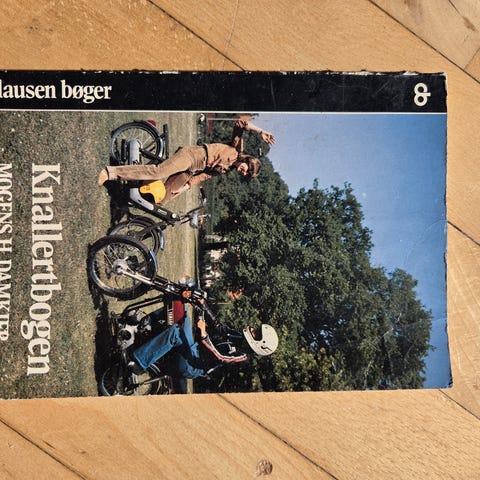 lausen bøger
Knallertbogen
MOGENS H. DAMKIER